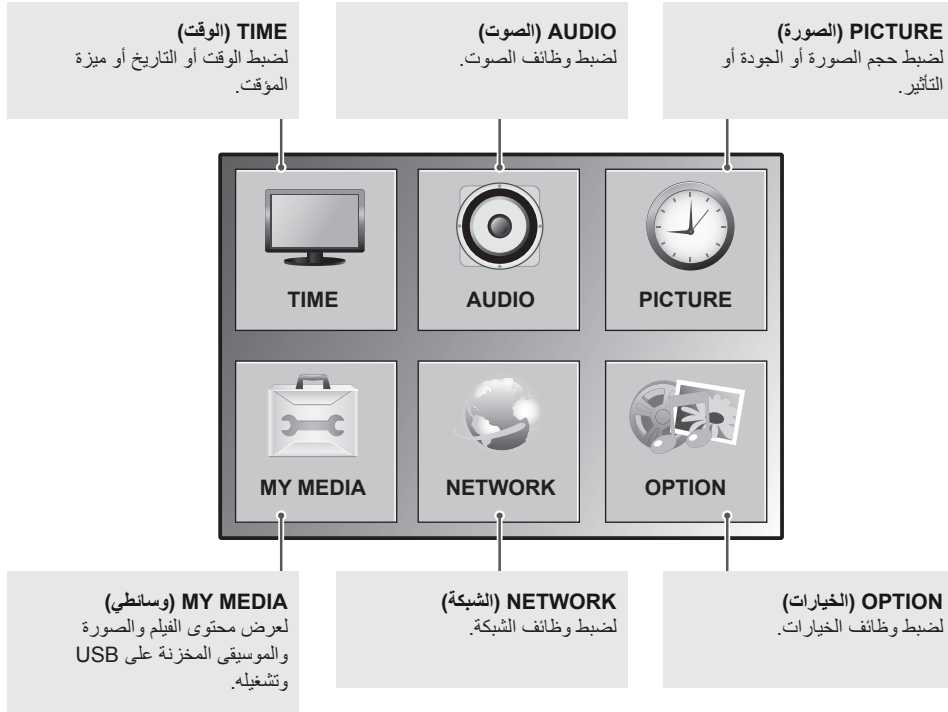 PICTURE (الصورة)
لضبط حجم الصورة أو الجودة أو
التأثير.
AUDIO (الصوت)
لضبط وظائف الصوت.
TIME (الوقت)
لضبط الوقت أو التاريخ أو ميزة
المؤقت.
TIME
AUDIO
PICTURE
MY MEDIA
NETWORK
OPTION
OPTION (الخيارات)
لضبط وظائف الخيارات.
NETWORK (الشبكة)
لضبط وظائف الشبكة.
MY MEDIA (وسائطي)
لعرض محتوى الفيلم والصورة
والموسيقى المخزنة على USB
وتشغيله.